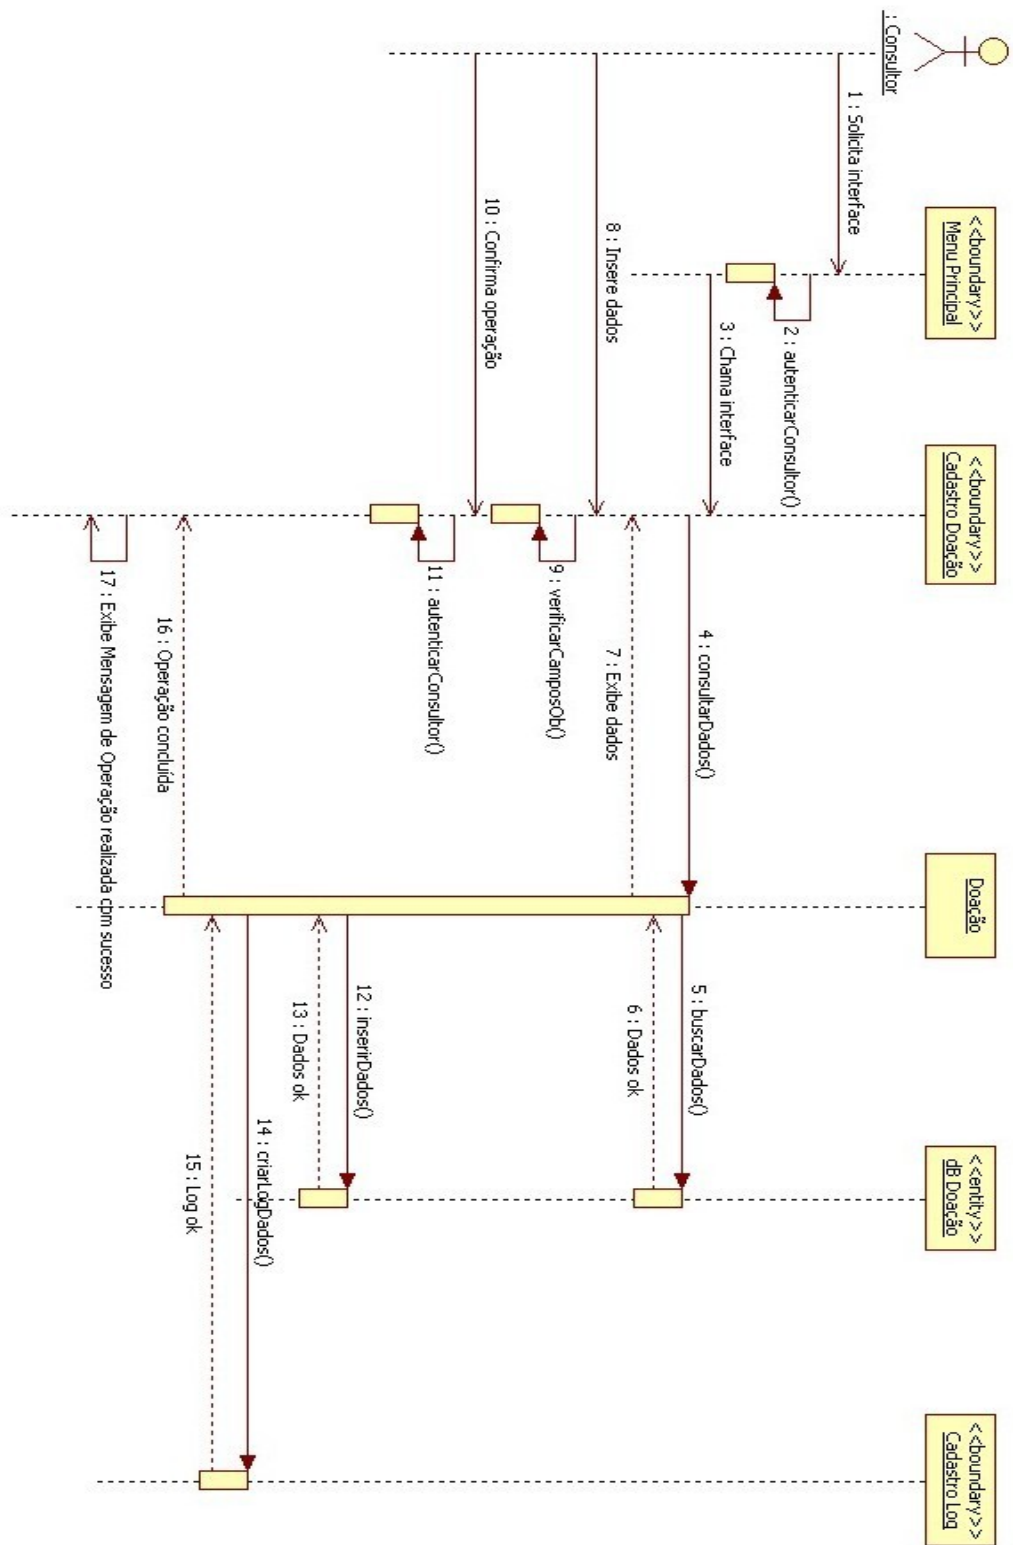 : Consultor
<<boundary>>
Menu Principal
<<boundary>>
Cadastro Doação
Doação
<<entity>>
dB Doação
<<boundary>>
Cadastro Log
1 : Solicita interface
2 : autenticarConsultor()
3 : Chama interface
4 : consultarDados()
5 : buscarDados()
6 : Dados ok
7 : Exibe dados
8 : Insere dados
9 : verificarCamposOb()
10 : Confirma operação
11 : autenticarConsultor()
12 : inserirDados()
13 : Dados ok
14 : criarLogDados()
15 : Log ok
16 : Operação concluída
17 : Exibe Mensagem de Operação realizada cpm sucesso